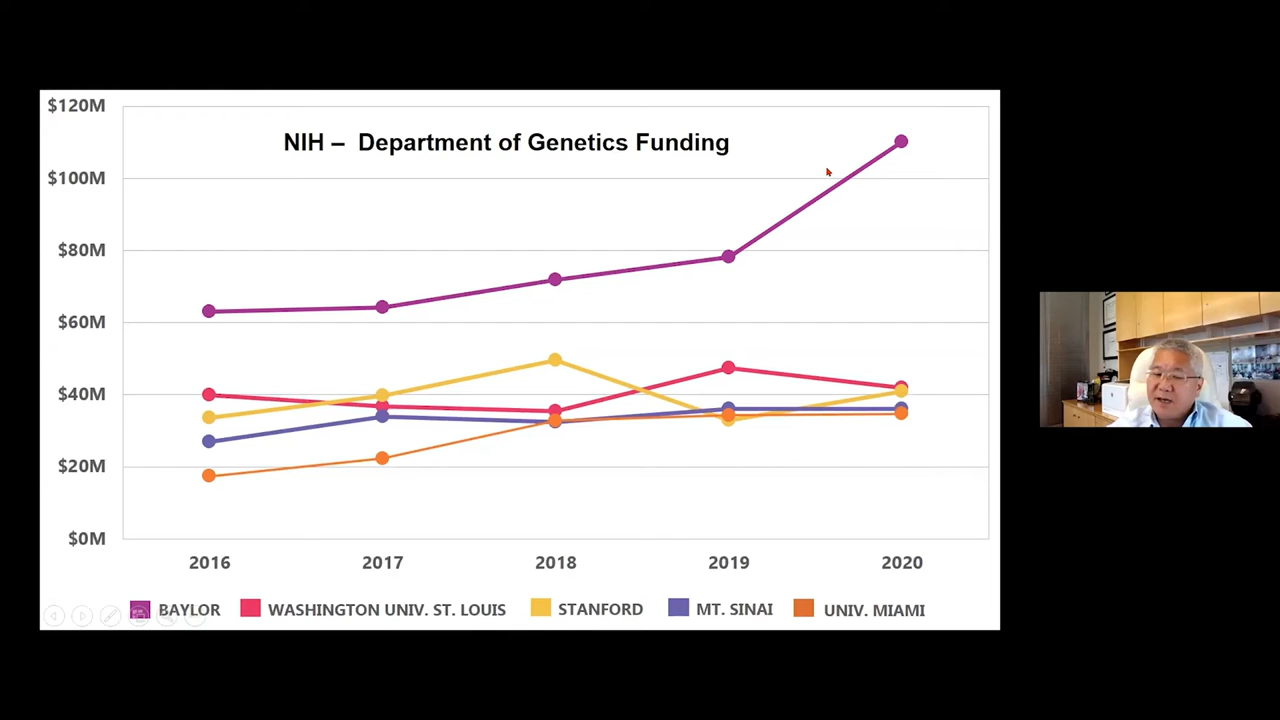 NIH – Department of Genetics Funding
$120M
$100M
$80M
$60M
$40M
$20M
$0M
2016 2017 2018 2019 2020
BAYLOR WASHINGTON UNIV. ST. LOUIS STANFORD MT. SINAI UNIV. MIAMI